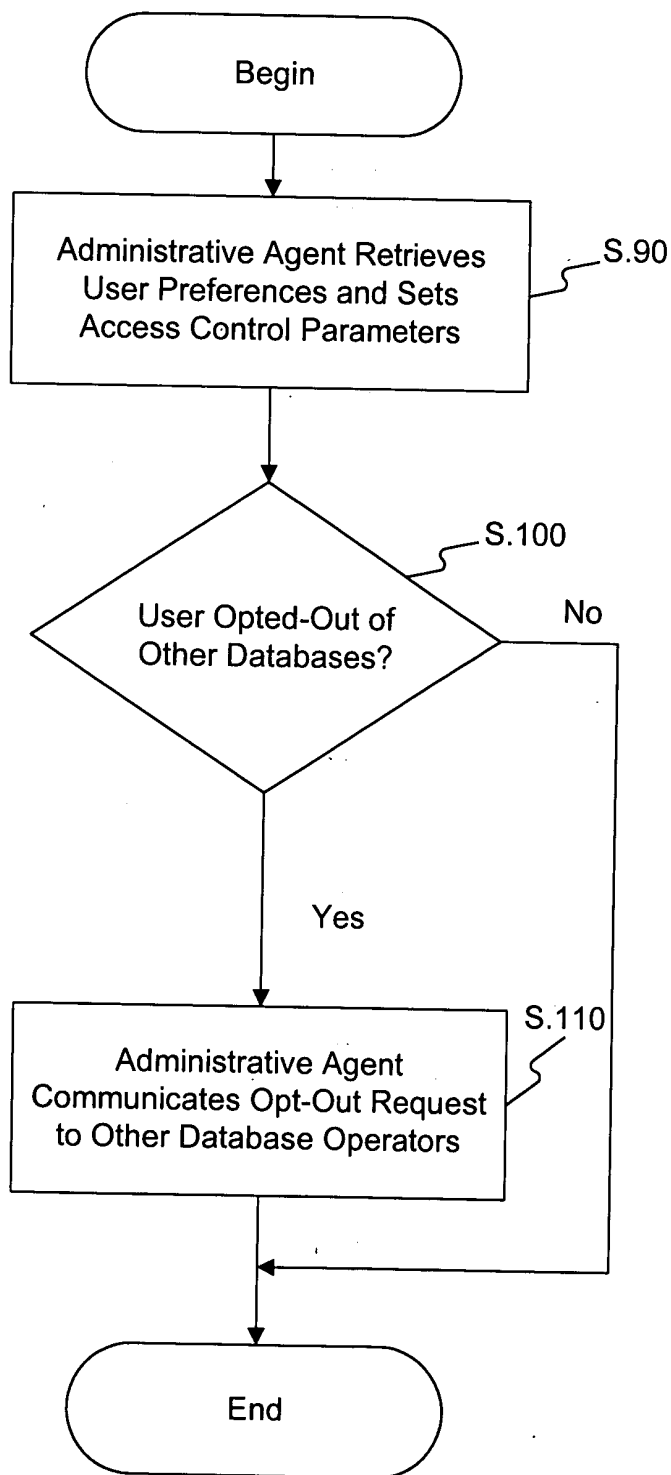 Begin
Administrative Agent Retrieves
User Preferences and Sets
Access Control Parameters
S.90
S.100
User Opted-Out of
Other Databases?
No
Yes
S.110
Administrative Agent
Communicates Opt-Out Request
to Other Database Operators
End